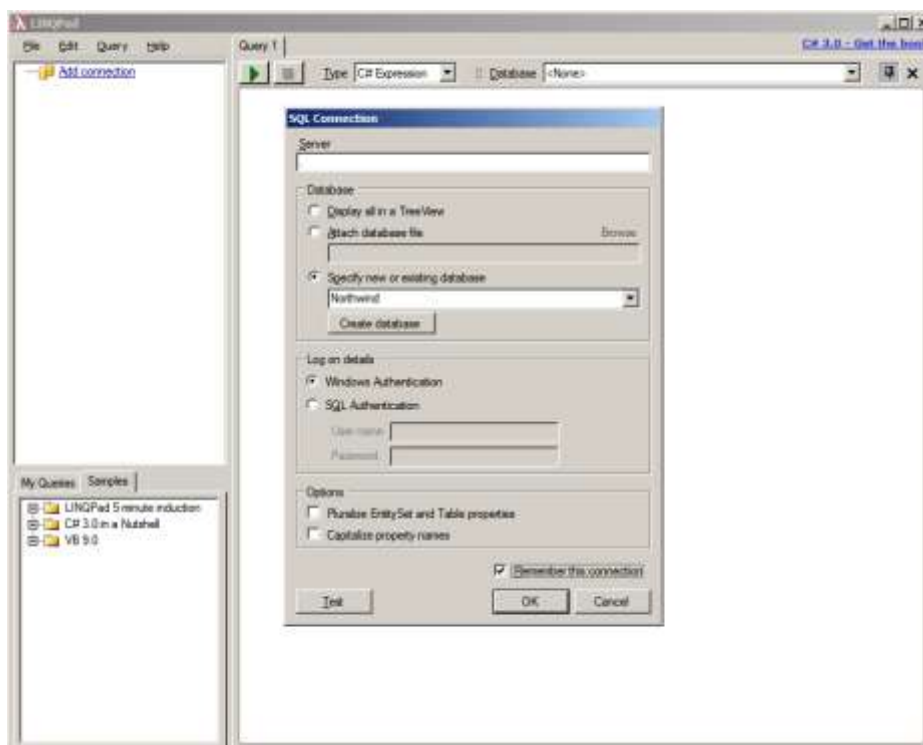 LINQPad
File Edit Query Help
Query 1
C# 3.0 - Get the boo
Add connection
Type C# Expression
Database <None>
SQL Connection
Server
Database
Display all in a TreeView
Attach database file
Browse
Specify new or existing database
Northwind
Create database
Log on details
Windows Authentication
SQL Authentication
User name
Password
My Queries Samples
LINQPad 5 minute induction
C# 3.0 in a Nutshell
VB 9.0
Options
Pluralise EntitySet and Table properties
Capitalize property names
Remember this connection
Test
OK
Cancel